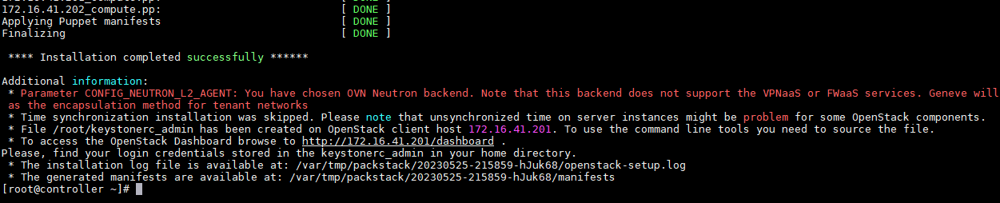 172.16.41.202_compute.pp: [ DONE ]
Applying Puppet manifests [ DONE ]
Finalizing [ DONE ]
**** Installation completed successfully ******
Additional information:
* Parameter CONFIG_NEUTRON_L2_AGENT: You have chosen OVN Neutron backend. Note that this backend does not support the VPNaaS or FWaaS services. Geneve will
as the encapsulation method for tenant networks
* Time synchronization installation was skipped. Please note that unsynchronized time on server instances might be problem for some OpenStack components.
* File /root/keystonerc_admin has been created on OpenStack client host 172.16.41.201. To use the command line tools you need to source the file.
* To access the OpenStack Dashboard browse to http://172.16.41.201/dashboard .
Please, find your login credentials stored in the keystonerc_admin in your home directory.
* The installation log file is available at: /var/tmp/packstack/20230525-215859-hJuk68/openstack-setup.log
* The generated manifests are available at: /var/tmp/packstack/20230525-215859-hJuk68/manifests
[root@controller ~]#